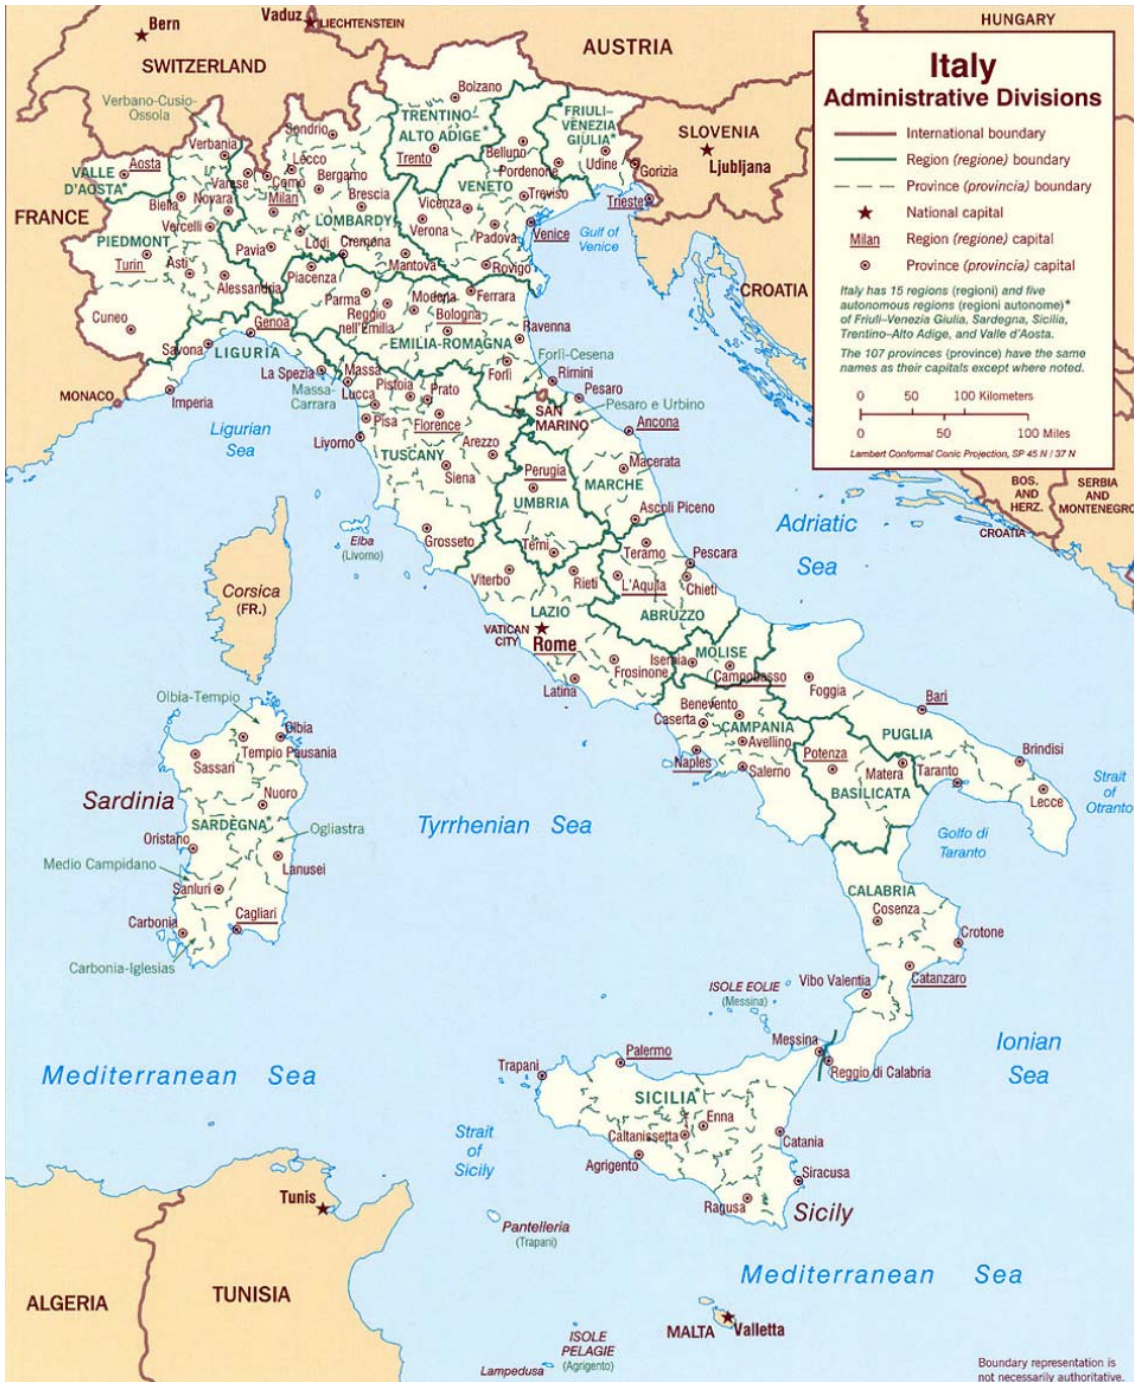 Bern
Vaduz
LIECHTENSTEIN
SWITZERLAND
AUSTRIA
HUNGARY
Italy
Administrative Divisions
International boundary
Region (regione) boundary
Province (provincia) boundary
National capital
Milan Region (regione) capital
Province (provincia) capital
Italy has 15 regions (regioni) and five
autonomous regions (regioni autonome)*
of Friuli-Venezia Giulia, Sardegna, Sicilia,
Trentino-Alto Adige, and Valle d'Aosta.
The 107 provinces (province) have the same
names as their capitals except where noted.
0 50 100 Kilometers
0 50 100 Miles
Lambert Conformal Conic Projection, SP 45 N / 37 N
SLOVENIA
Ljubljana
CROATIA
BOS.
AND
HERZ.
SERBIA
AND
MONTENEGRO
CROATIA
FRANCE
MONACO
Verbano-Cusio-
Ossola
Bolzano
TRENTINO-
ALTO ADIGE*
Trento
FRIULI-
VENEZIA
GIULIA*
Sondrio
Verbania
Belluno
Pordenone
Udine
Gorizia
Aosta
VALLE
D'AOSTA*
Lecco
Varese
Como
Bergamo
VENETO
Treviso
Trieste
Biella
Novara
Milan
Brescia
Vicenza
LOMBARDY
Verona
Vercelli
Padova
Venice
Gulf of
Venice
PIEDMONT
Turin
Pavia
Lodi
Cremona
Mantova
Rovigo
Asti
Piacenza
Alessandria
Parma
Modena
Ferrara
Reggio
nell'Emilia
Bologna
Cuneo
Genoa
Ravenna
EMILIA-ROMAGNA
Savona
LIGURIA
Forlì-Cesena
Massa
La Spezia
Forlì
Rimini
Massa-
Carrara
Pistoia
Prato
Pesaro
Imperia
Lucca
SAN
MARINO
Pesaro e Urbino
Pisa
Florence
Ancona
Ligurian
Sea
Livorno
Arezzo
TUSCANY
Macerata
Siena
Perugia
MARCHE
UMBRIA
Ascoli Piceno
Adriatic
Sea
Elba
(Livorno)
Grosseto
Terni
Teramo
Pescara
Viterbo
Rieti
L'Aquila
Chieti
Corsica
(FR.)
LAZIO
ABRUZZO
VATICAN
CITY
Rome
MOLISE
Isernia
Frosinone
Campobasso
Latina
Foggia
Bari
Olbia-Tempio
Benevento
Caserta
CAMPANIA
PUGLIA
Olbia
Tempio Pausania
Avellino
Potenza
Brindisi
Sassari
Naples
Salerno
Matera
Taranto
Strait
of
Otranto
BASILICATA
Lecce
Sardinia
Nuoro
SARDEGNA*
Ogliastra
Tyrrhenian Sea
Golfo di
Taranto
Oristano
Medio Campidano
Lanusei
Sanluri
CALABRIA
Carbonia
Cagliari
Cosenza
Crotone
Carbonia-Iglesias
Catanzaro
ISOLE EOLIE
(Messina)
Vibo Valentia
Ionian
Sea
Messina
Palermo
Trapani
Reggio di Calabria
Mediterranean Sea
SICILIA*
Enna
Strait
of
Sicily
Caltanissetta
Catania
Agrigento
Siracusa
Tunis
Ragusa
Sicily
Pantelleria
(Trapani)
Mediterranean Sea
ALGERIA
TUNISIA
MALTA
Valletta
ISOLE
PELAGIE
(Agrigento)
Lampedusa
Boundary representation is
not necessarily authoritative.